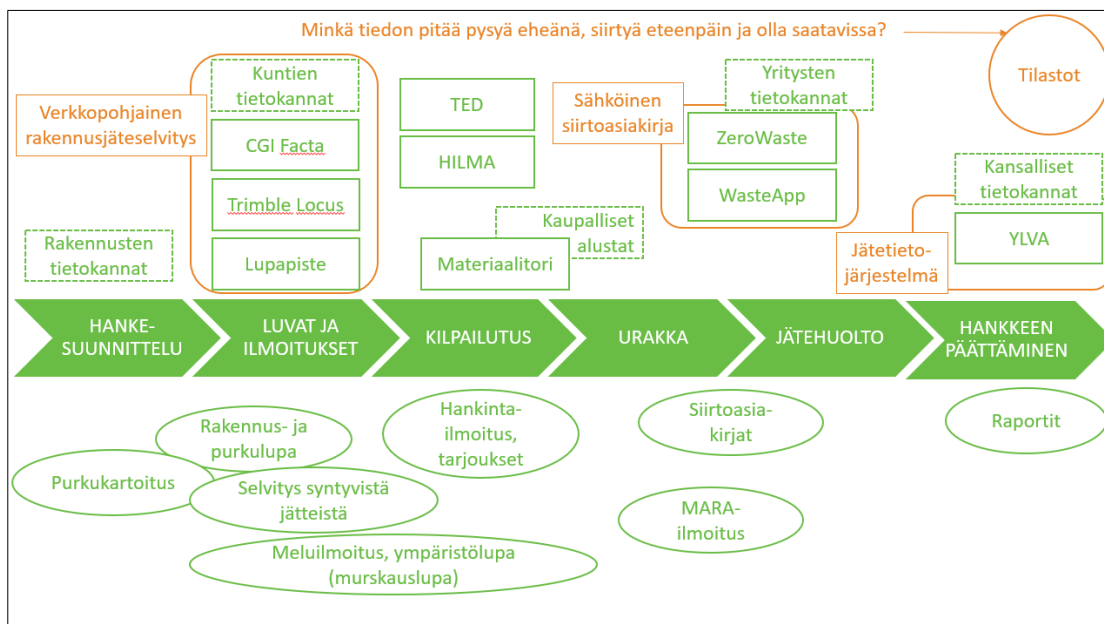 Minkä tiedon pitää pysyä eheänä, siirtyä eteenpäin ja olla saatavissa?
Tilastot
Verkkopohjainen
rakennusjäteselvitys
Kuntien
tietokannat
CGI Facta
Trimble Locus
Lupapiste
Rakennusten
tietokannat
TED
HILMA
Kaupalliset
alustat
Materiaalitori
Sähköinen
siirtoasiakirja
Yritysten
tietokannat
ZeroWaste
WasteApp
Kansalliset
tietokannat
YLVA
Jätetieto-
järjestelmä
HANKE-
SUUNNITTELU
LUVAT JA
ILMOITUKSET
KILPAILUTUS
URAKKA
JÄTEHUOLTO
HANKKEEN
PÄÄTTÄMINEN
Rakennus- ja
purkulupa
Purkukartoitus
Selvitys syntyvistä
jätteistä
Meluilmoitus, ympäristölupa
(murskauslupa)
Hankinta-
ilmoitus,
tarjoukset
Siirtoasia-
kirjat
MARA-
ilmoitus
Raportit